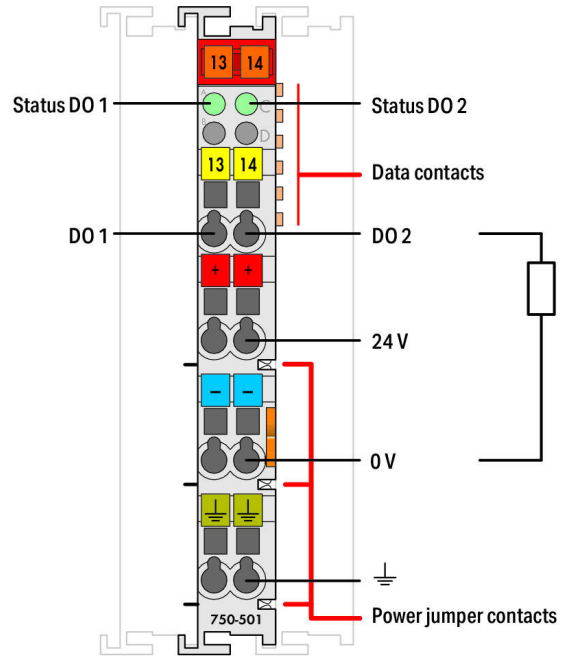 13 14
A C
Status DO 1
Status DO 2
B D
13 14
Data contacts
DO 1
DO 2
+ +
24 V
– –
0 V
750-501
Power jumper contacts